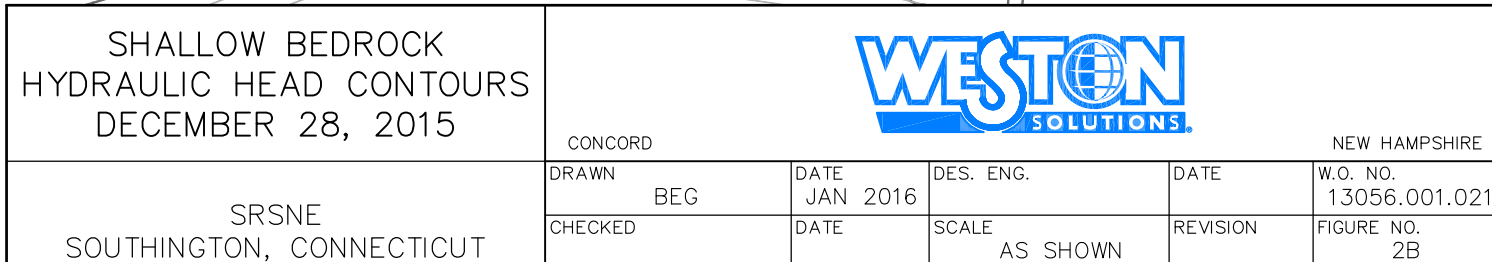 SHALLOW BEDROCK
HYDRAULIC HEAD CONTOURS
DECEMBER 28, 2015
WESTON
SOLUTIONS®
CONCORD
NEW HAMPSHIRE
SRSNE
SOUTHINGTON, CONNECTICUT
DRAWN
BEG
DATE
JAN 2016
DES. ENG.
DATE
W.O. NO.
13056.001.021
CHECKED
DATE
SCALE
AS SHOWN
REVISION
FIGURE NO.
2B